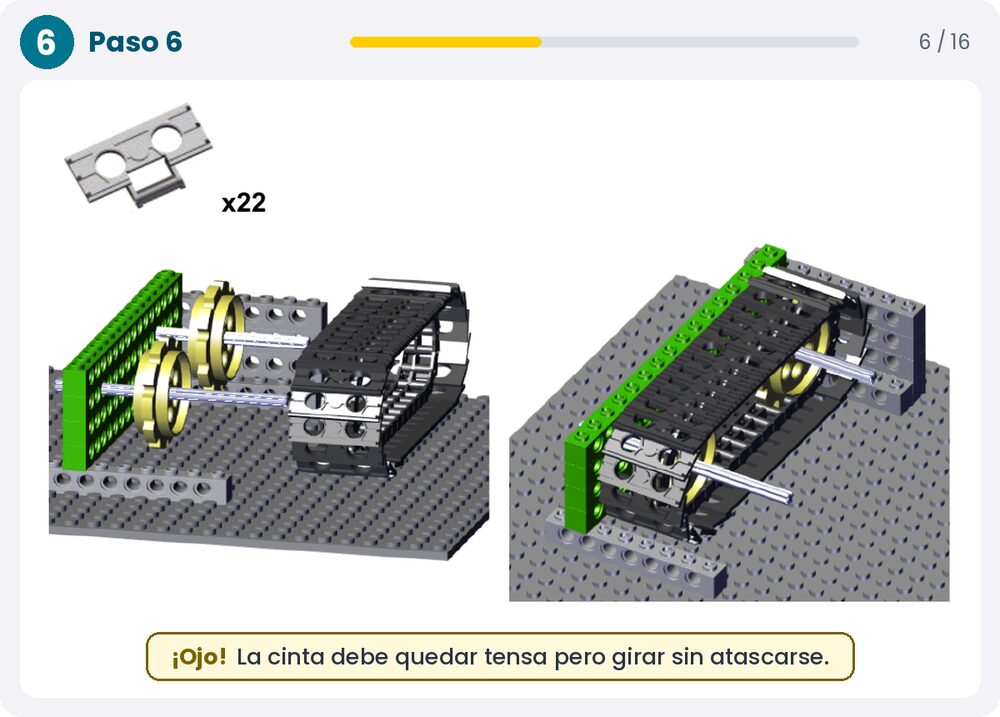 6 Paso 6 6 / 16
x22
¡Ojo! La cinta debe quedar tensa pero girar sin atascarse.